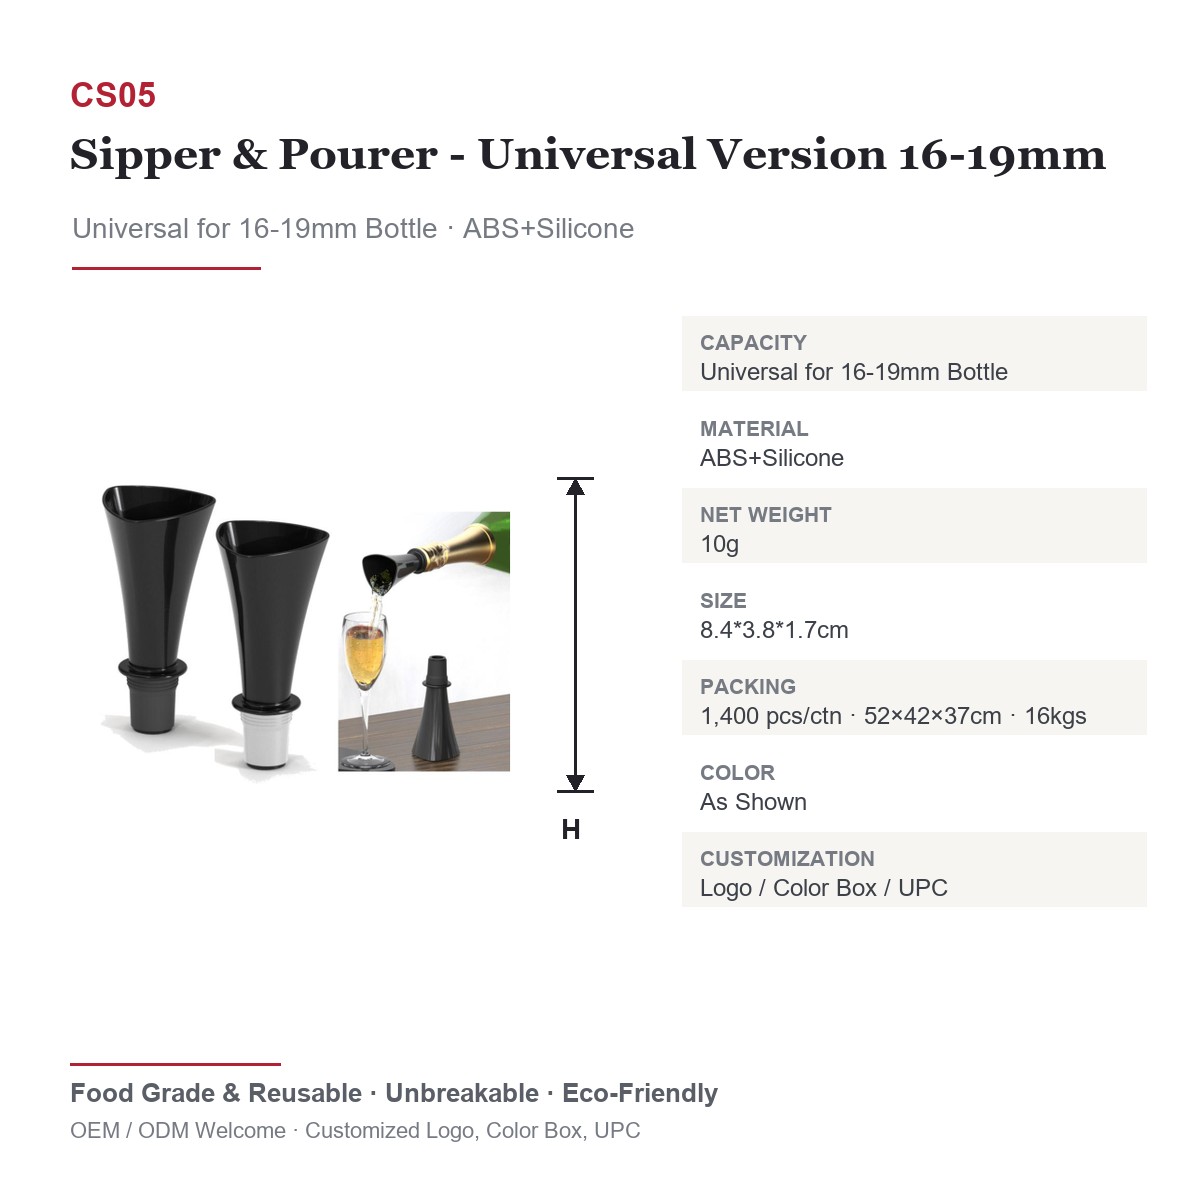 CS05
Sipper & Pourer - Universal Version 16-19mm
Universal for 16-19mm Bottle · ABS+Silicone
CAPACITY
Universal for 16-19mm Bottle
MATERIAL
ABS+Silicone
NET WEIGHT
10g
SIZE
8.4*3.8*1.7cm
PACKING
1,400 pcs/ctn · 52×42×37cm · 16kgs
COLOR
As Shown
CUSTOMIZATION
Logo / Color Box / UPC
H
Food Grade & Reusable · Unbreakable · Eco-Friendly
OEM / ODM Welcome · Customized Logo, Color Box, UPC